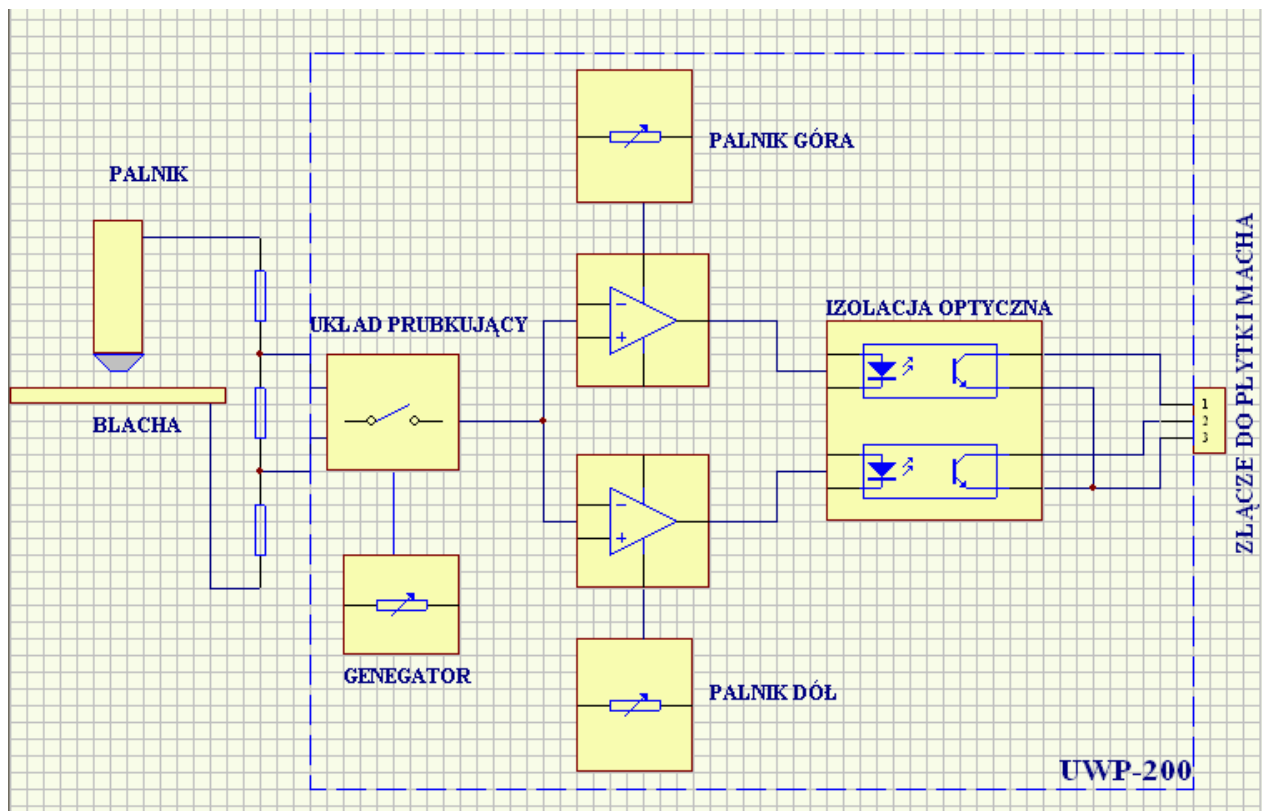 PALNIK GÓRA
PALNIK
IZOLACJA OPTYCZNA
UKŁAD PRUBKUJĄCY
BLACHA
1
2
3
ZŁĄCZE DO PŁYTKI MACHA
GENEGATOR
PALNIK DÓŁ
UWP-200